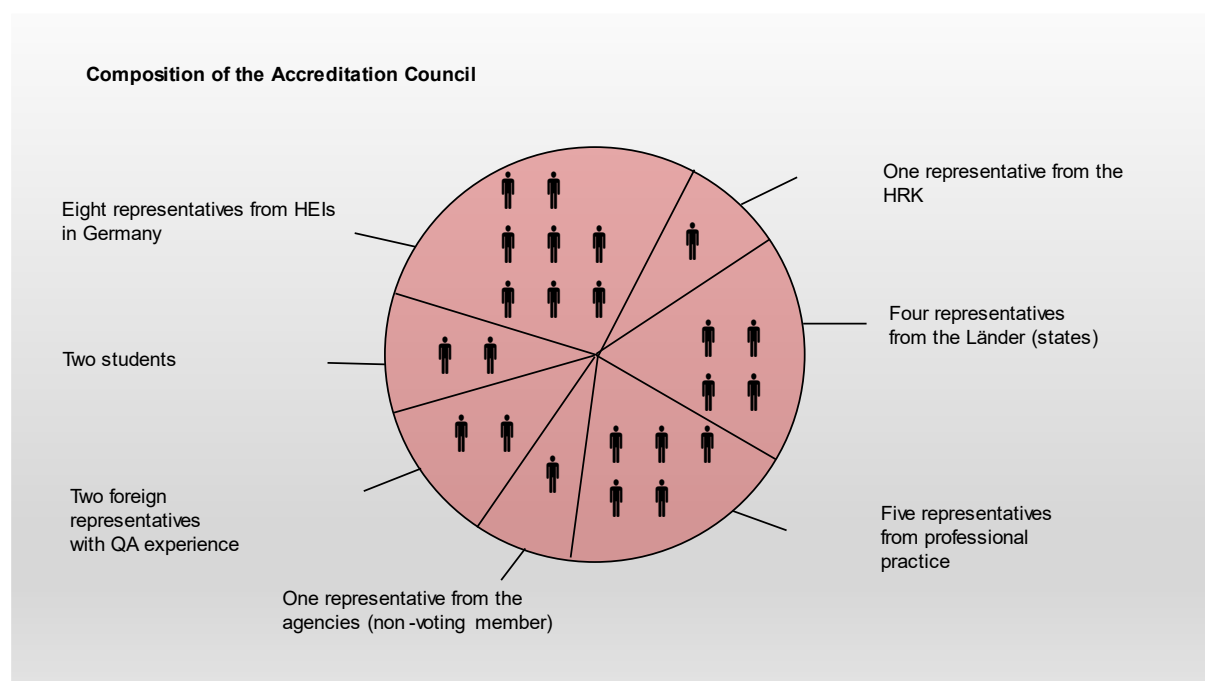 Composition of the Accreditation Council
One representative from the
HRK
Eight representatives from HEIs
in Germany
Four representatives
from the Länder (states)
Two students
Two foreign
representatives
with QA experience
Five representatives
from professional
practice
One representative from the
agencies (non-voting member)